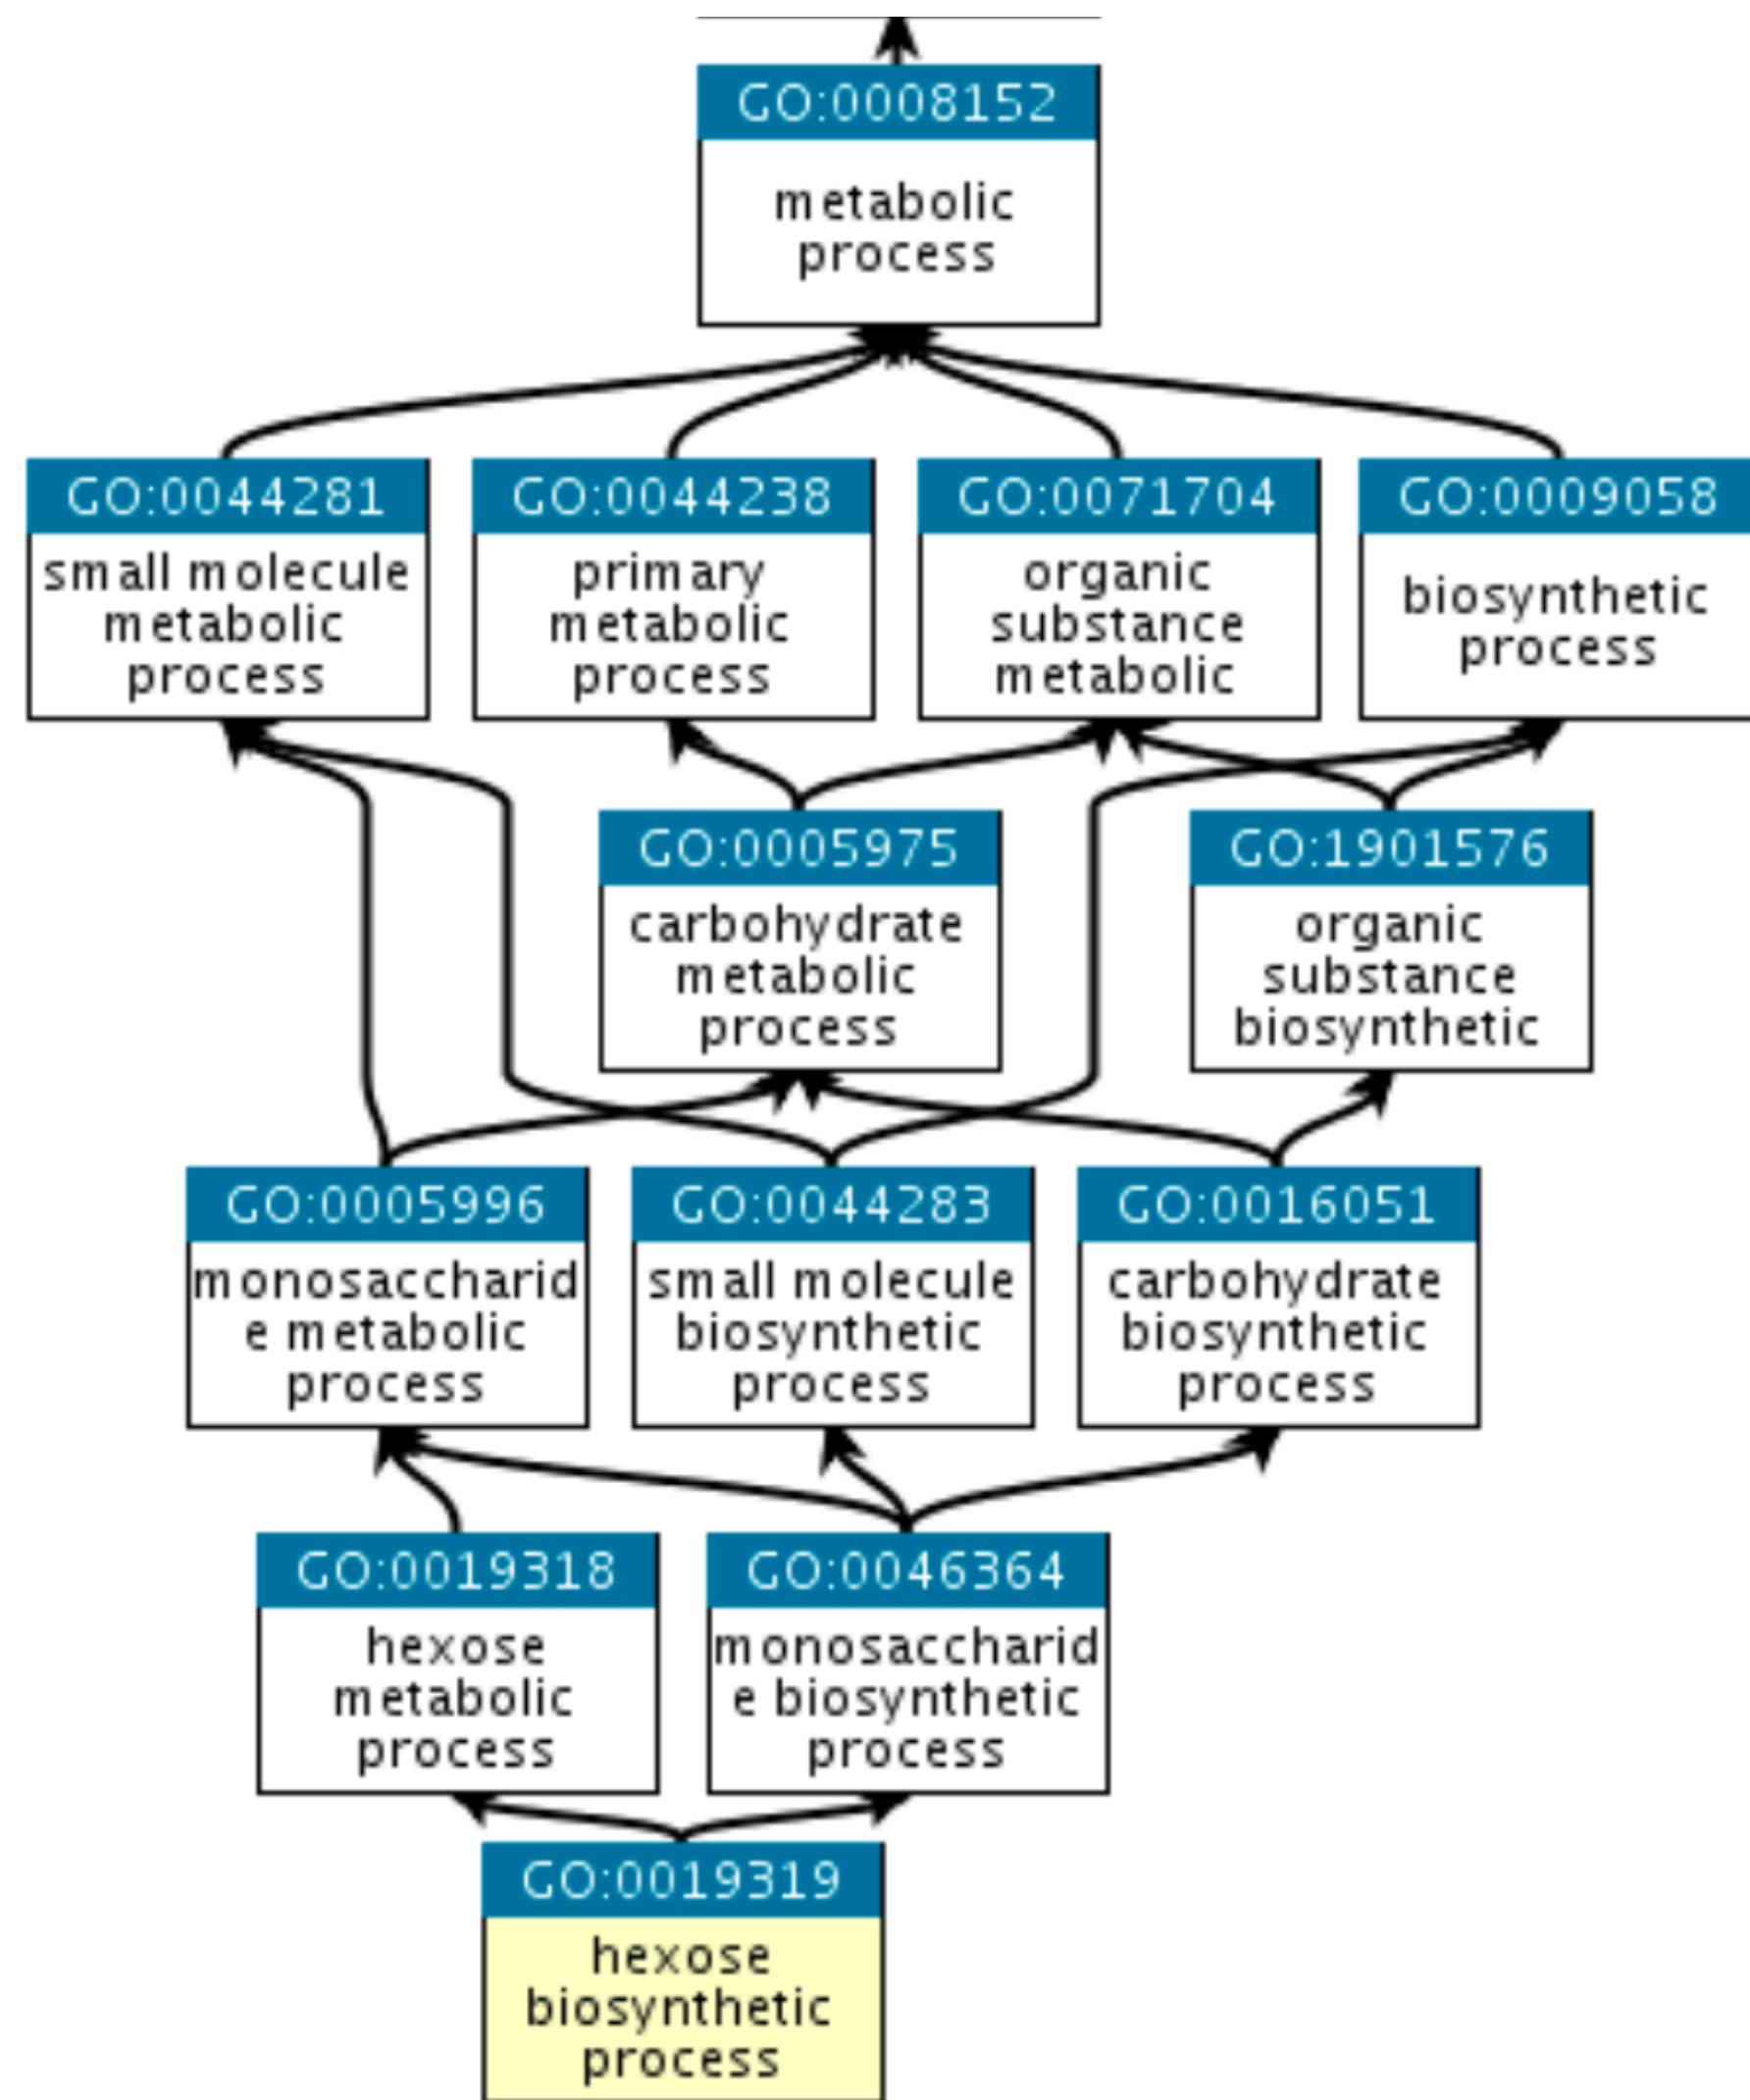 GO:0008152
metabolic
process
GO:0044281
small molecule
metabolic
process
GO:0044238
primary
metabolic
process
GO:0071704
organic
substance
metabolic
GO:0009058
biosynthetic
process
GO:0005975
carbohydrate
metabolic
process
GO:1901576
organic
substance
biosynthetic
GO:0005996
monosaccharid
e metabolic
process
GO:0044283
small molecule
biosynthetic
process
GO:0016051
carbohydrate
biosynthetic
process
GO:0019318
hexose
metabolic
process
GO:0046364
monosaccharid
e biosynthetic
process
GO:0019319
hexose
biosynthetic
process